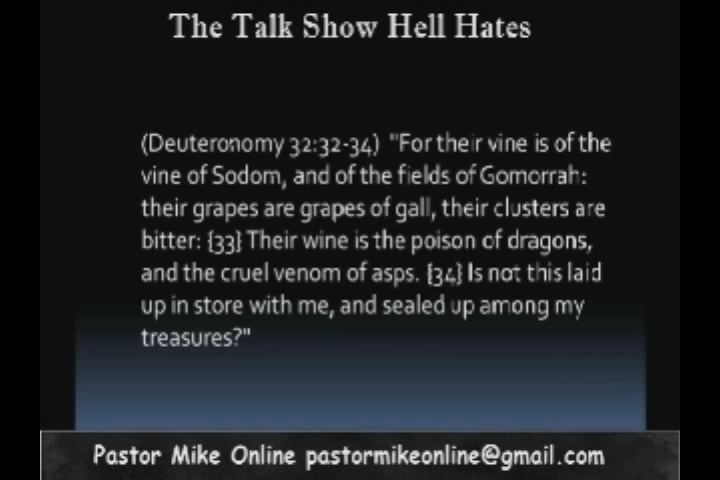 The Talk Show Hell Hates
(Deuteronomy 32:32-34) "For their vine is of the
vine of Sodom, and of the fields of Gomorrah:
their grapes are grapes of gall, their clusters are
bitter: {33} Their wine is the poison of dragons,
and the cruel venom of asps. {34} Is not this laid
up in store with me, and sealed up among my
treasures?"
Pastor Mike Online pastormikeonline@gmail.com